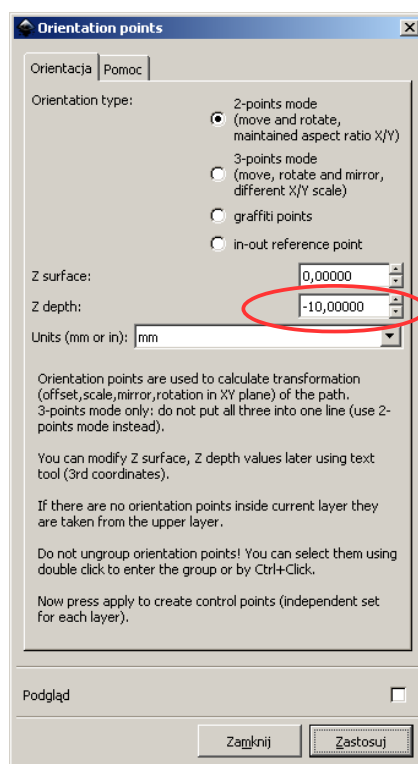 Orientation points
Orientacja Pomoc
Orientation type:
2-points mode
(move and rotate,
maintained aspect ratio X/Y)
3-points mode
(move, rotate and mirror,
different X/Y scale)
graffiti points
in-out reference point
Z surface: 0,00000
Z depth: -10,00000
Units (mm or in): mm
Orientation points are used to calculate transformation
(offset,scale,mirror,rotation in XY plane) of the path.
3-points mode only: do not put all three into one line (use 2-
points mode instead).
You can modify Z surface, Z depth values later using text
tool (3rd coordinates).
If there are no orientation points inside current layer they
are taken from the upper layer.
Do not ungroup orientation points! You can select them using
double click to enter the group or by Ctrl+Click.
Now press apply to create control points (independent set
for each layer).
Podgląd
Zamknij Zastosuj